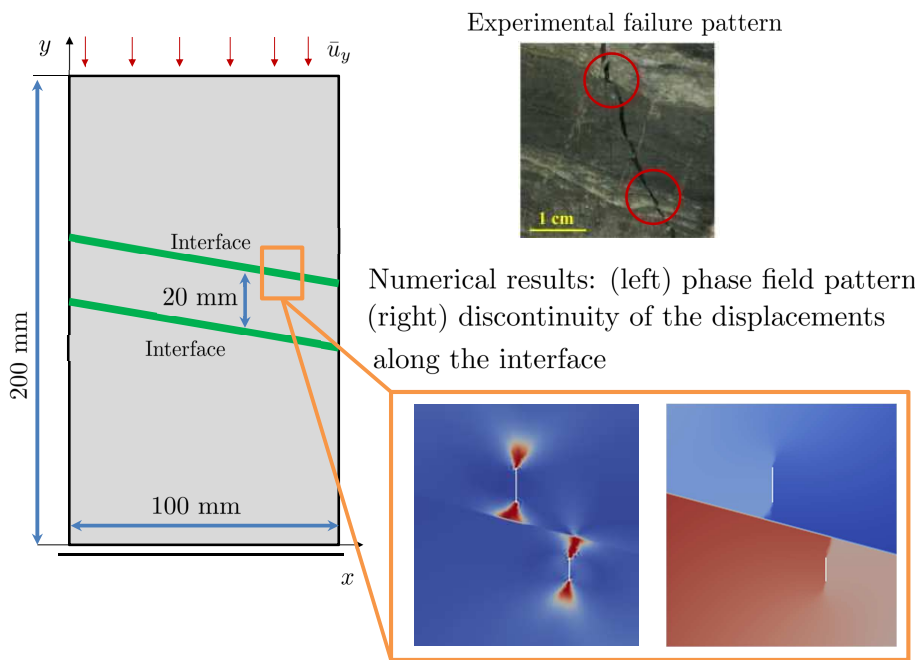 Experimental failure pattern
y
ūy
1 cm
Interface
20 mm
Interface
200 mm
100 mm
x
Numerical results: (left) phase field pattern
(right) discontinuity of the displacements
along the interface